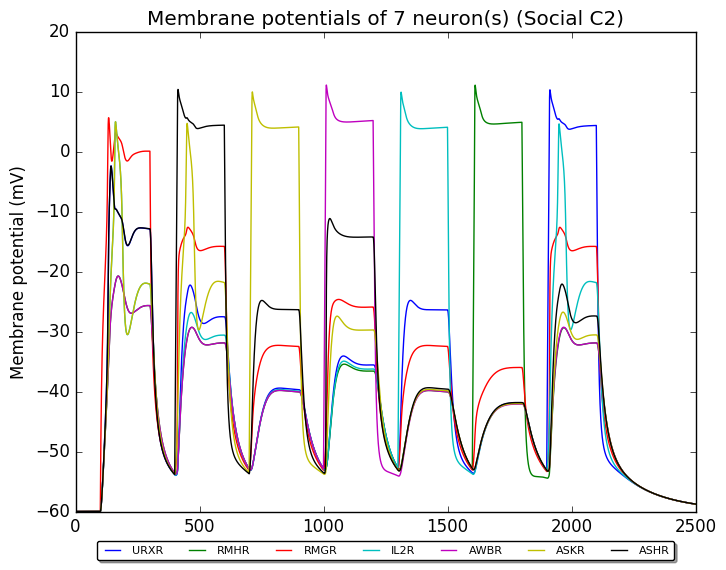 Membrane potentials of 7 neuron(s) (Social C2)
20
10
0
−10
−20
−30
−40
−50
−60
Membrane potential (mV)
0 500 1000 1500 2000 2500
URXR RMHR RMGR IL2R AWBR ASKR ASHR